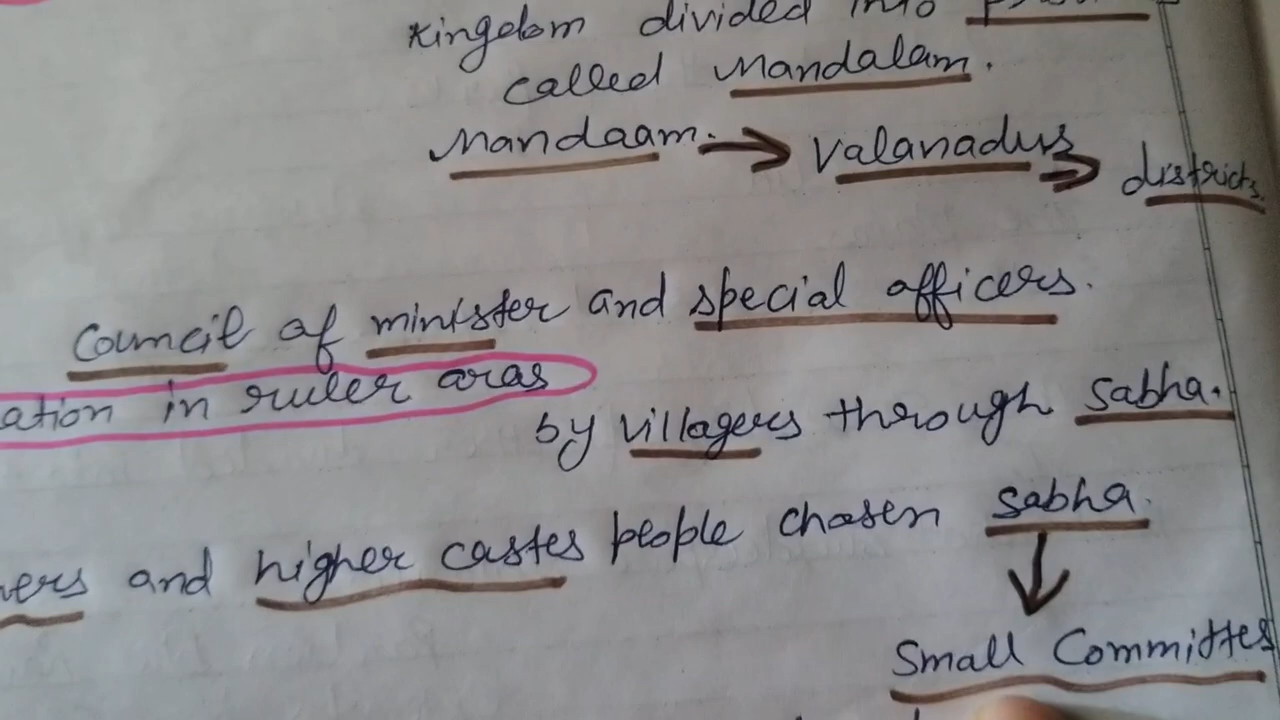 Kingdom divided into
called Mandalam.
Mandaam. → Valanadus → districts.
Council of minister and special officers.
ation in ruler aras
by villagers through sabha.
vers and higher castes people chosen sabha.
↓
Small Committes